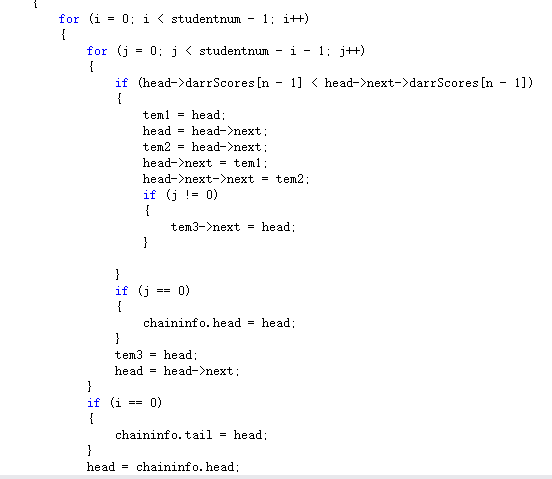 {
for (i = 0; i < studentnum - 1; i++)
{
for (j = 0; j < studentnum - i - 1; j++)
{
if (head->darrScores[n - 1] < head->next->darrScores[n - 1])
{
tem1 = head;
head = head->next;
tem2 = head->next;
head->next = tem1;
head->next->next = tem2;
if (j != 0)
{
tem3->next = head;
}
}
if (j == 0)
{
chaininfo.head = head;
}
tem3 = head;
head = head->next;
}
if (i == 0)
{
chaininfo.tail = head;
}
head = chaininfo.head;